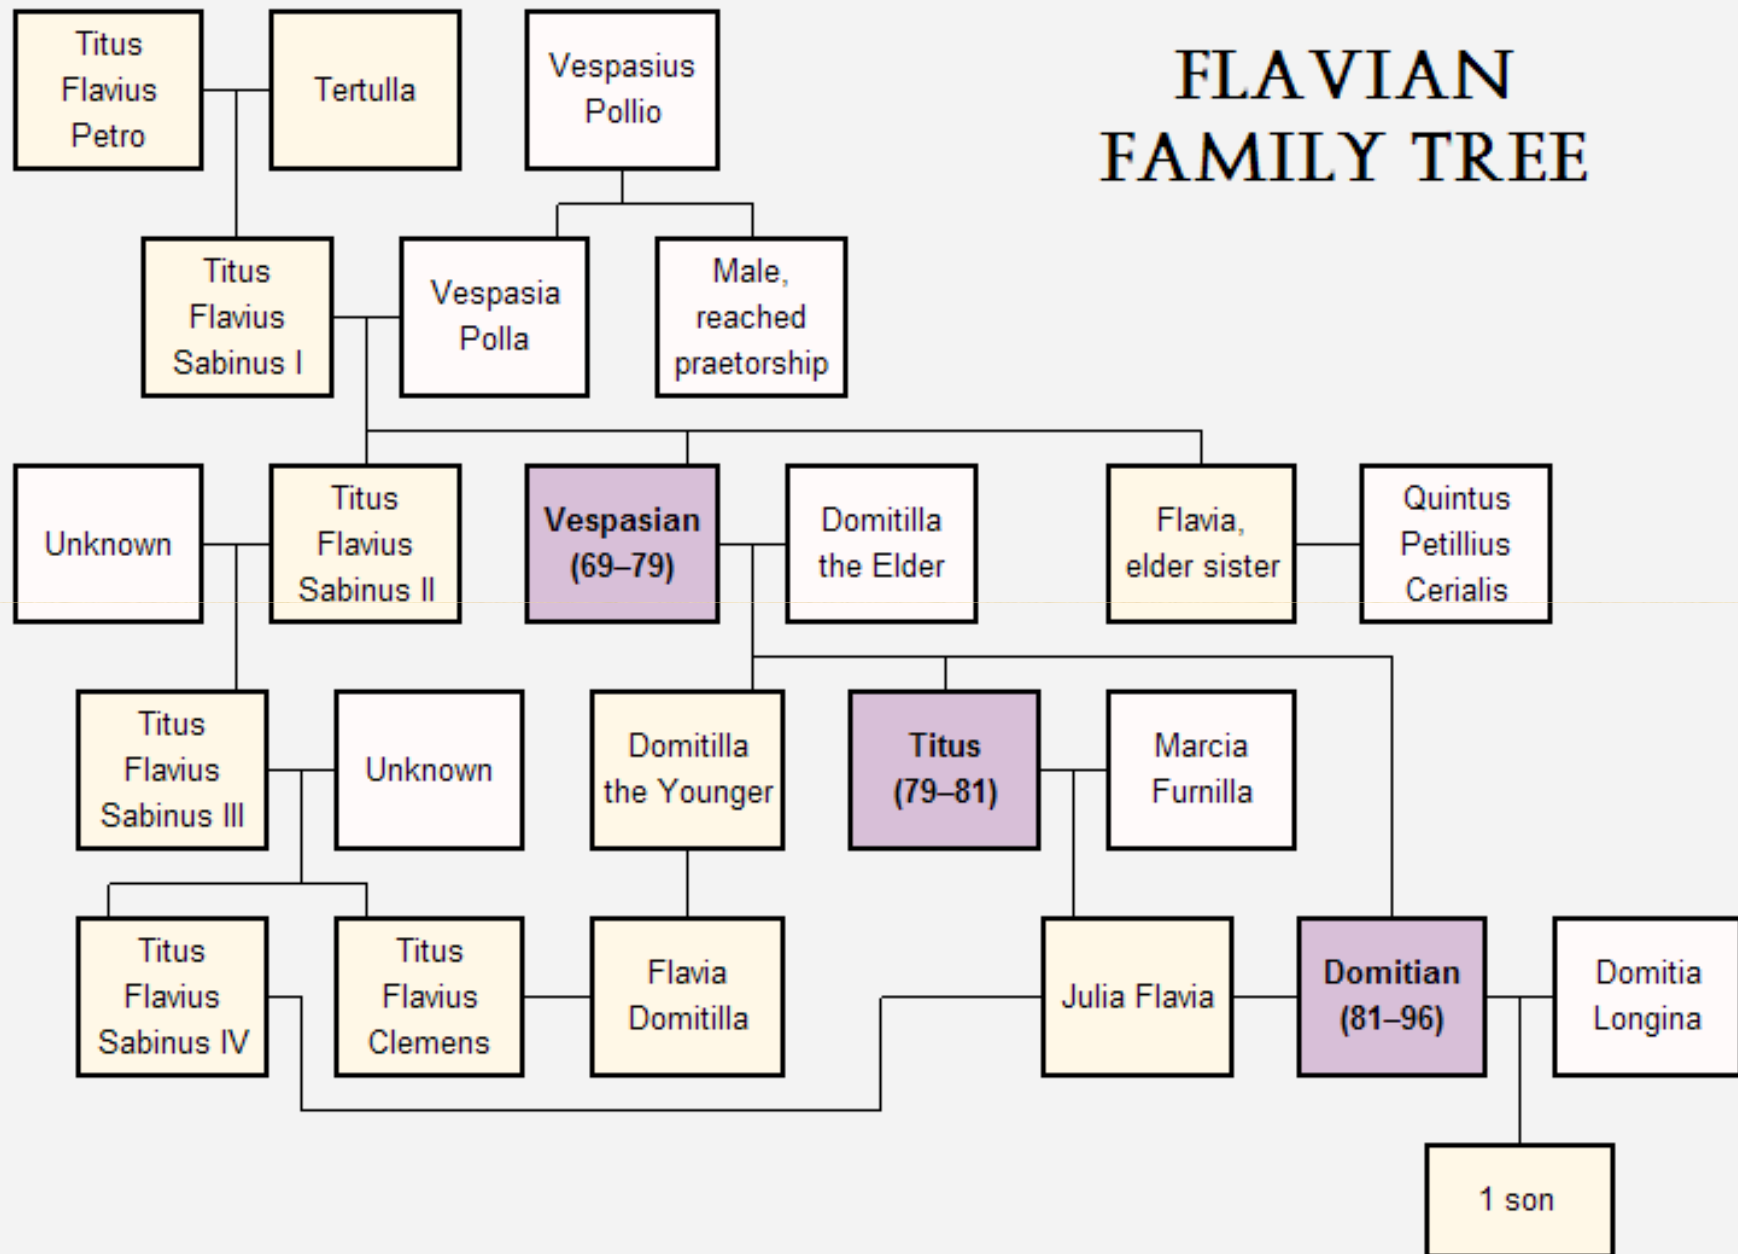 Titus
Flavius
Petro
Tertulla
Vespasius
Pollio
FLAVIAN
FAMILY TREE
Titus
Flavius
Sabinus I
Vespasia
Polla
Male,
reached
praetorship
Unknown
Titus
Flavius
Sabinus II
Vespasian
(69–79)
Domitilla
the Elder
Flavia,
elder sister
Quintus
Petillius
Cerialis
Titus
Flavius
Sabinus III
Unknown
Domitilla
the Younger
Titus
(79–81)
Marcia
Furnilla
Titus
Flavius
Sabinus IV
Titus
Flavius
Clemens
Flavia
Domitilla
Julia Flavia
Domitian
(81–96)
Domitia
Longina
1 son